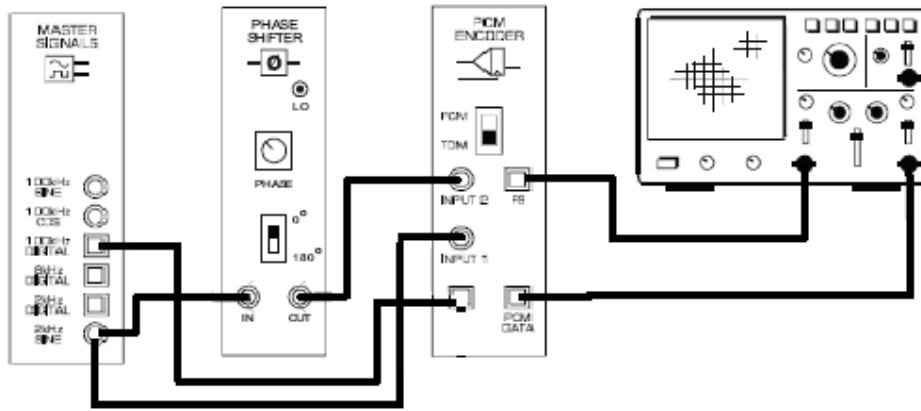 MASTER
SIGNALS
100kHz
SINE
100kHz
COS
100kHz
DIGITAL
8kHz
DIGITAL
2kHz
DIGITAL
2kHz
SINE
PHASE
SHIFTER
Ø
LO
PHASE
0°
180°
IN
OUT
PCM
ENCODER
PCM
TDM
INPUT 2
FS
INPUT 1
PCM
DATA